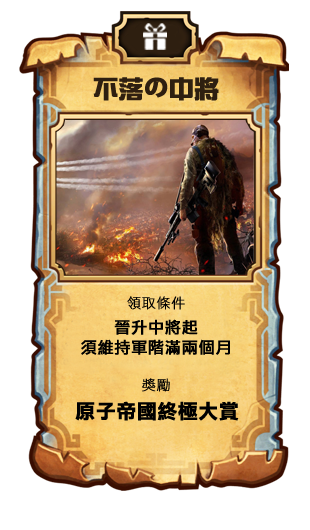 不落の中將
領取條件
晉升中將起
須維持軍階滿兩個月
獎勵
原子帝國終極大賞